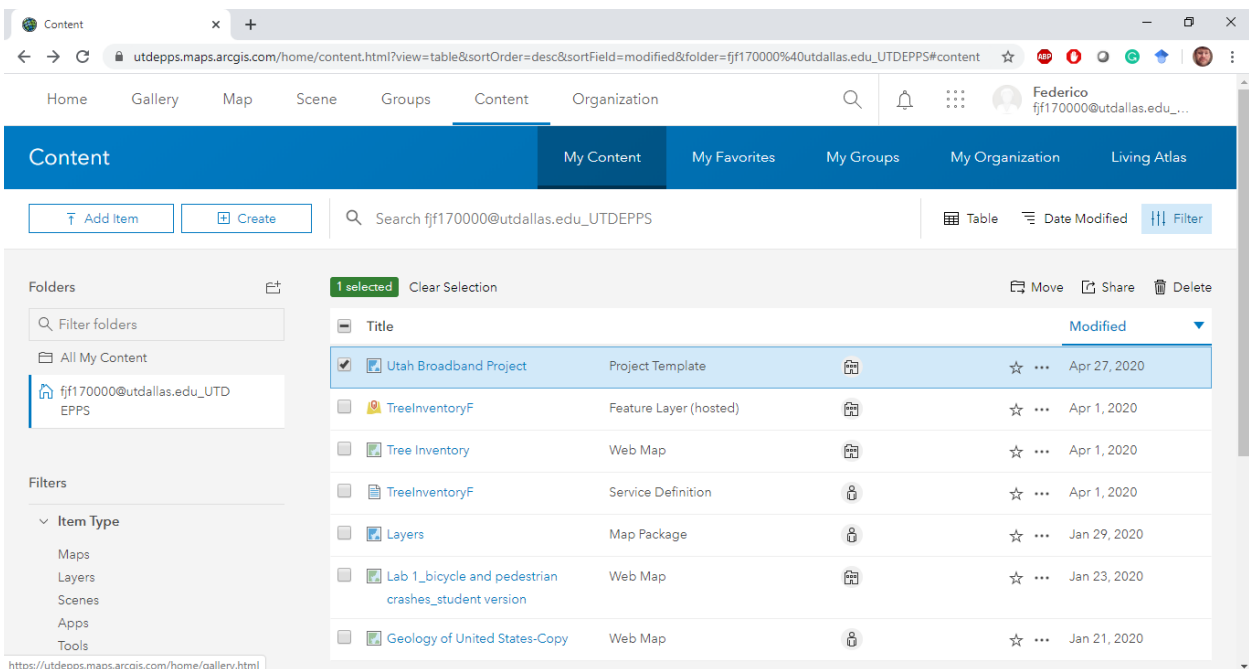 Content
utdepps.maps.arcgis.com/home/content.html?view=table&sortOrder=desc&sortField=modified&folder=fjf170000%40utdallas.edu_UTDEPPS#content
ABP
G
Home Gallery Map Scene Groups Content Organization
Federico
fjf170000@utdallas.edu_...
Content My Content My Favorites My Groups My Organization Living Atlas
Add Item Create Search fjf170000@utdallas.edu_UTDEPPS Table Date Modified Filter
Folders 1 selected Clear Selection Move Share Delete
Filter folders
Title Modified
All My Content
Utah Broadband Project Project Template Apr 27, 2020
fjf170000@utdallas.edu_UTD
EPPS
TreeInventoryF Feature Layer (hosted) Apr 1, 2020
Tree Inventory Web Map Apr 1, 2020
Filters
TreeInventoryF Service Definition Apr 1, 2020
Item Type
Layers Map Package Jan 29, 2020
Maps
Layers
Scenes
Apps
Tools
Lab 1_bicycle and pedestrian Web Map Jan 23, 2020
crashes_student version
Geology of United States-Copy Web Map Jan 21, 2020
https://utdepps.maps.arcgis.com/home/gallery.html